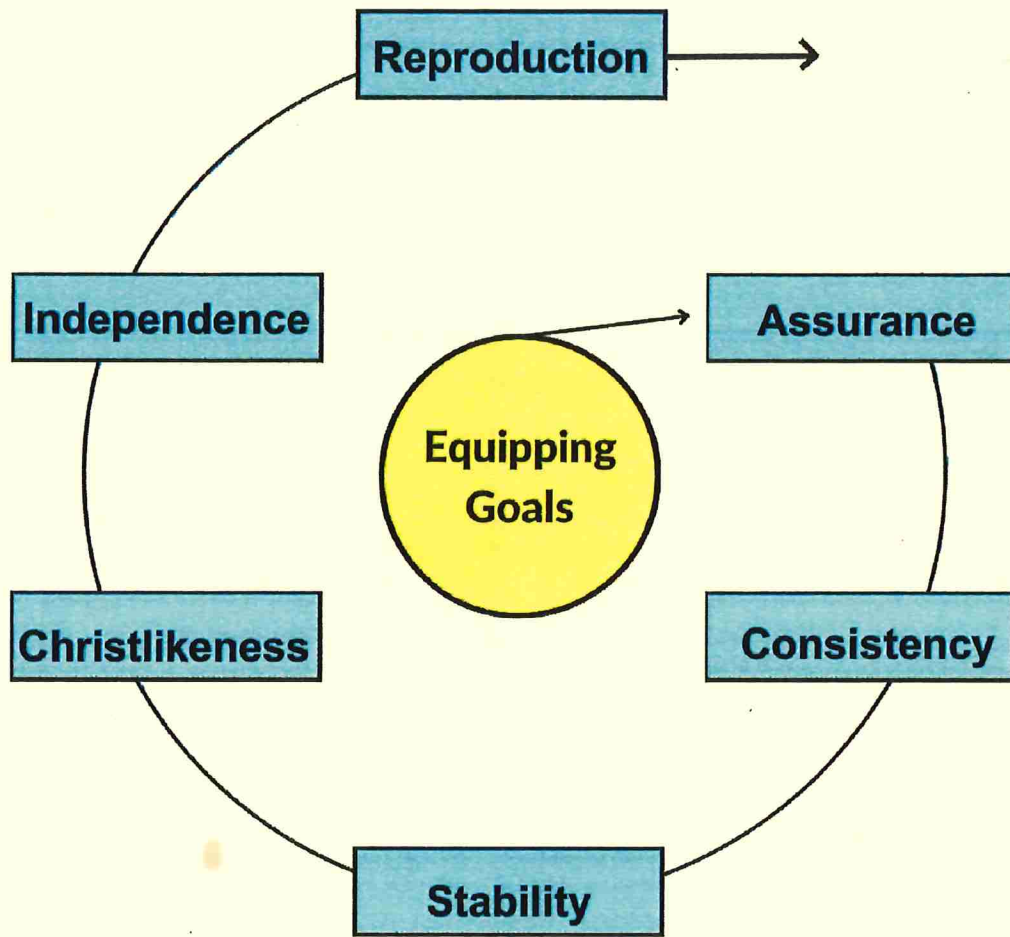 Reproduction
Independence
Assurance
Equipping
Goals
Christlikeness
Consistency
Stability